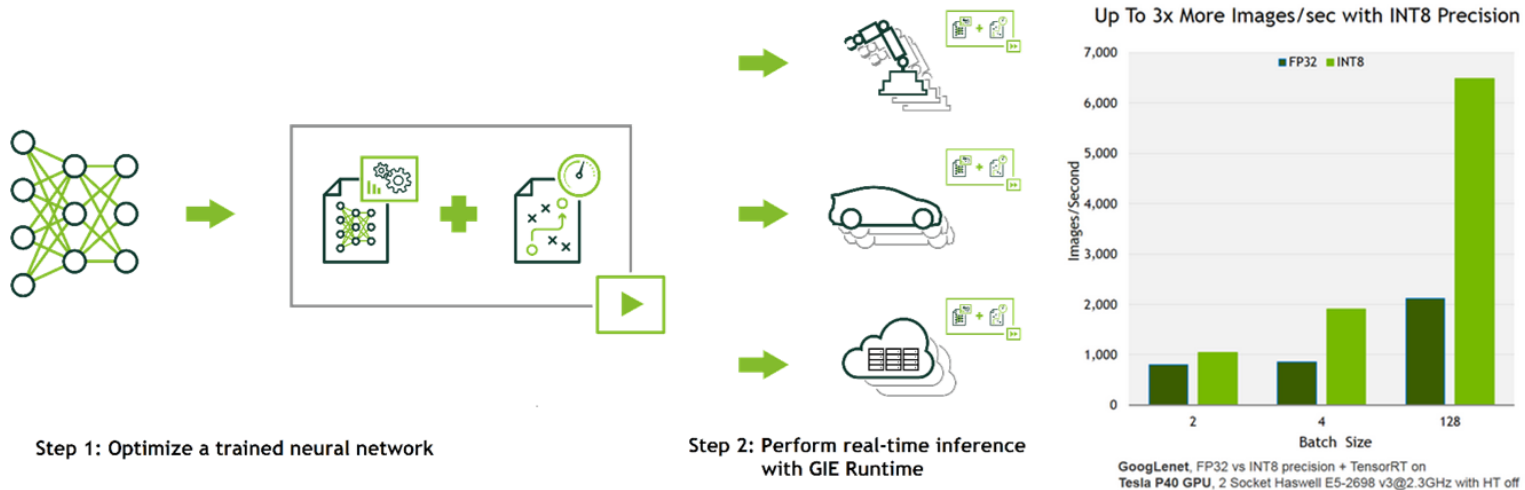 Step 1: Optimize a trained neural network
Step 2: Perform real-time inference
with GIE Runtime
Up To 3x More Images/sec with INT8 Precision
FP32 INT8
7,000
6,000
5,000
4,000
3,000
2,000
1,000
0
Images/Second
2 4 128
Batch Size
GoogLenet, FP32 vs INT8 precision + TensorRT on
Tesla P40 GPU, 2 Socket Haswell E5-2698 v3@2.3GHz with HT off